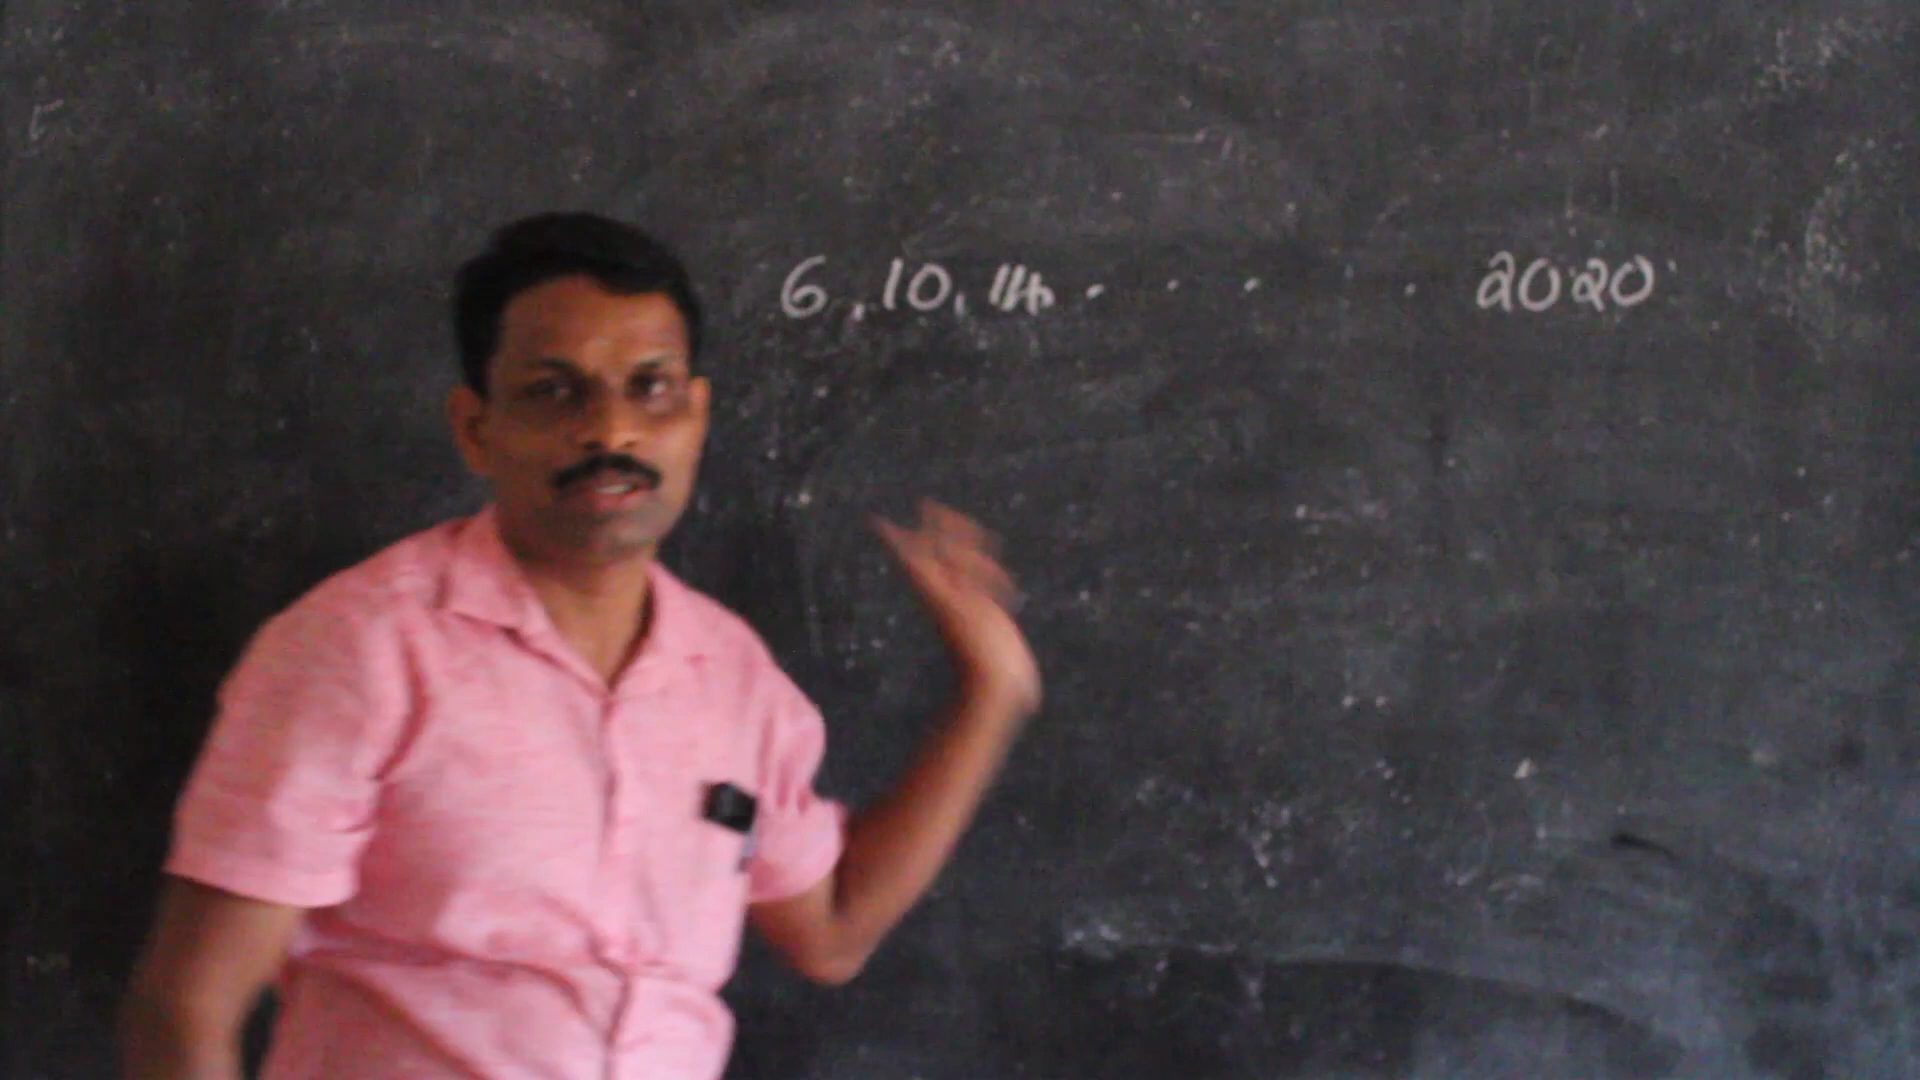 6, 10, 14 . . . . 2020